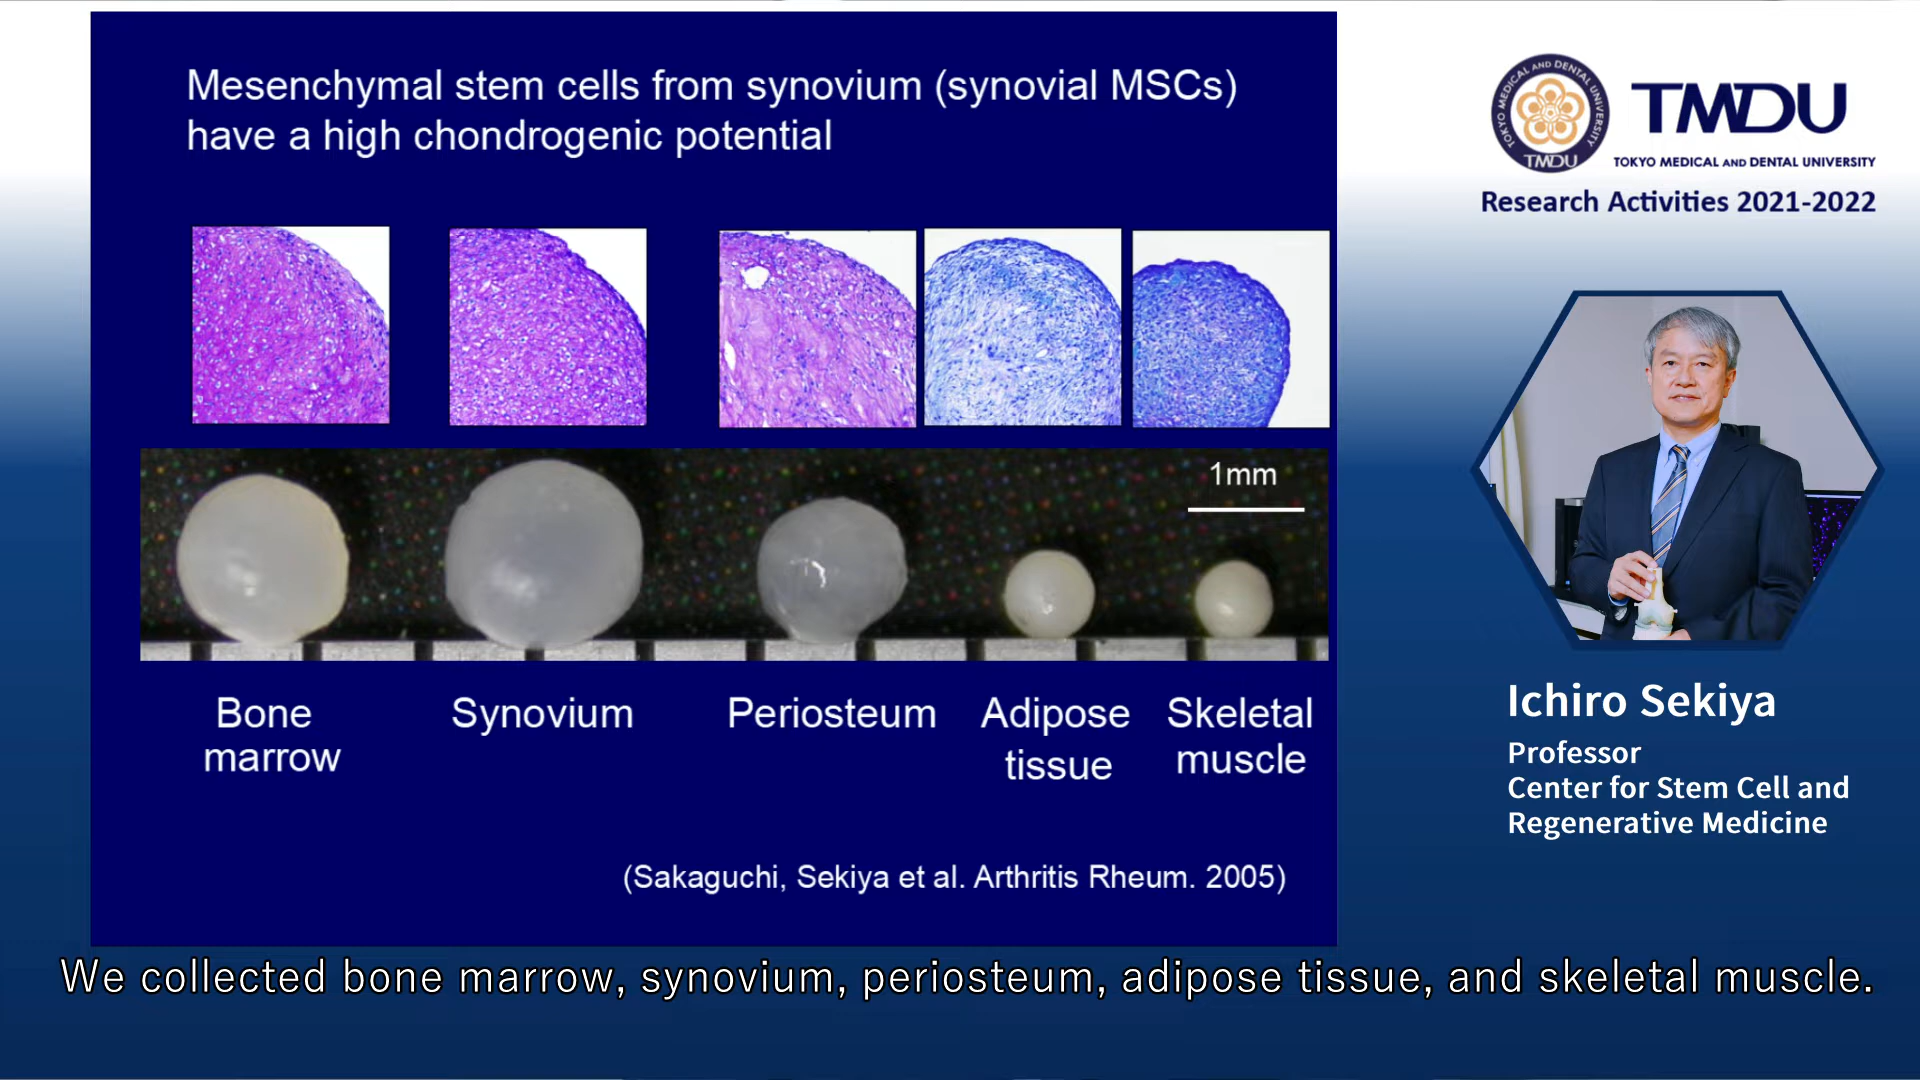 Mesenchymal stem cells from synovium (synovial MSCs)
have a high chondrogenic potential
1mm
Bone
marrow
Synovium
Periosteum
Adipose
tissue
Skeletal
muscle
(Sakaguchi, Sekiya et al. Arthritis Rheum. 2005)
TOKYO MEDICAL AND DENTAL UNIVERSITY
TMDU
TMDU
TOKYO MEDICAL AND DENTAL UNIVERSITY
Research Activities 2021-2022
Ichiro Sekiya
Professor
Center for Stem Cell and
Regenerative Medicine
We collected bone marrow, synovium, periosteum, adipose tissue, and skeletal muscle.